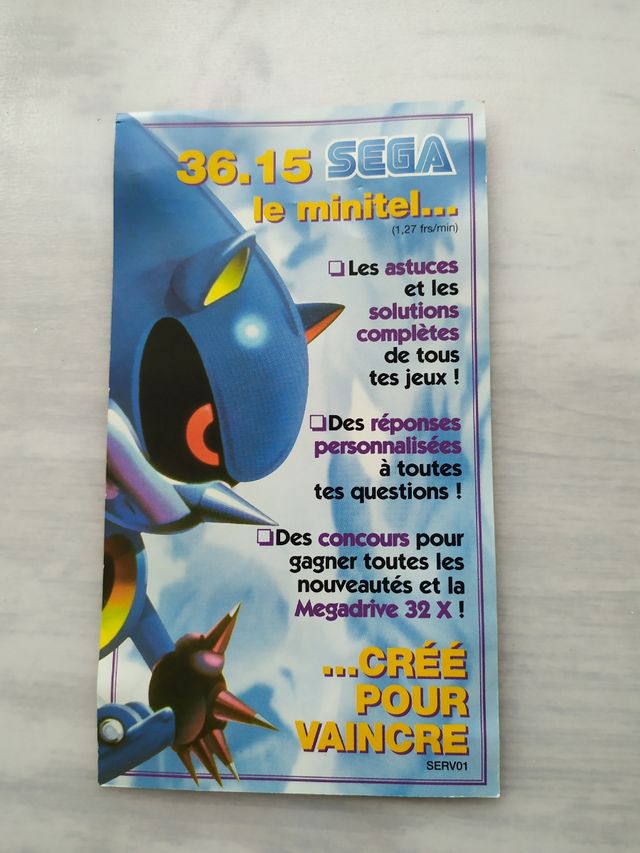 36.15 SEGA
le minitel...
(1,27 frs/min)
❏ Les astuces
et les
solutions
complètes
de tous
tes jeux !
❏Des réponses
personnalisées
à toutes
tes questions !
❏Des concours pour
gagner toutes les
nouveautés et la
Megadrive 32 X !
...CRÉÉ
POUR
VAINCRE
SERV01